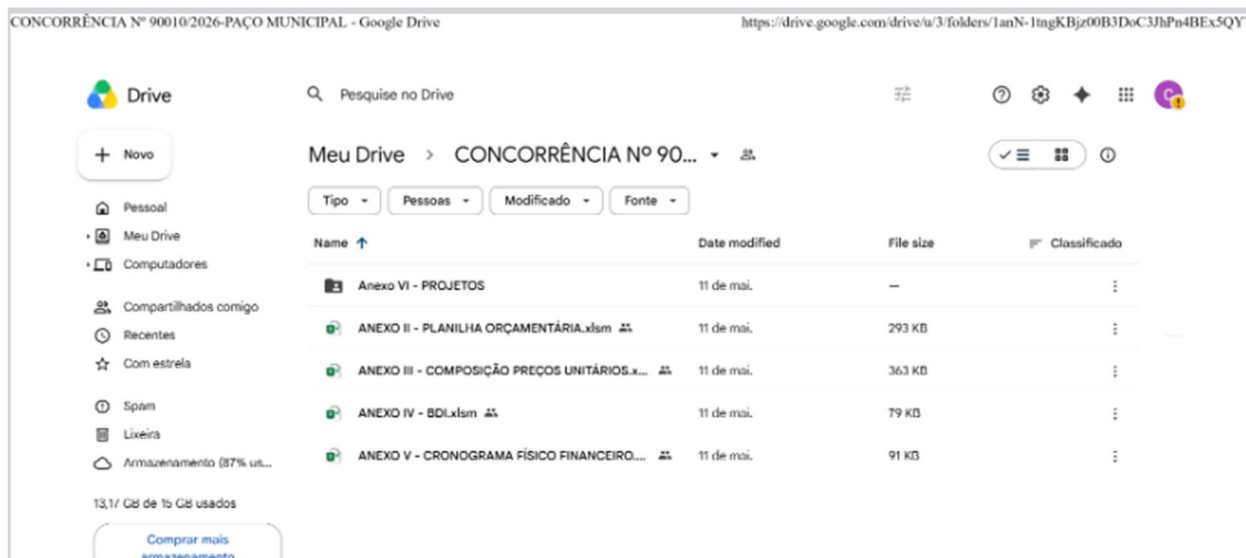 CONCORRÊNCIA Nº 90010/2026-PAÇO MUNICIPAL - Google Drive
https://drive.google.com/drive/u/3/folders/1anN-1tngKBjz00B3DoC3JhPn4BEx5QY
Drive
Pesquise no Drive
C
Novo
Meu Drive > CONCORRÊNCIA Nº 90...
Tipo Pessoas Modificado Fonte
Pessoal
Meu Drive
Computadores
Compartilhados comigo
Recentes
Com estrela
Spam
Lixeira
Armazenamento (87% us...
13,17 GB de 15 GB usados
Comprar mais
armazenamento
Name Date modified File size Classificado
Anexo VI - PROJETOS 11 de mai. —
ANEXO II - PLANILHA ORÇAMENTÁRIA.xlsm 11 de mai. 293 KB
ANEXO III - COMPOSIÇÃO PREÇOS UNITÁRIOS.x... 11 de mai. 363 KB
ANEXO IV - BDI.xlsm 11 de mai. 79 KB
ANEXO V - CRONOGRAMA FÍSICO FINANCEIRO.... 11 de mai. 91 KB